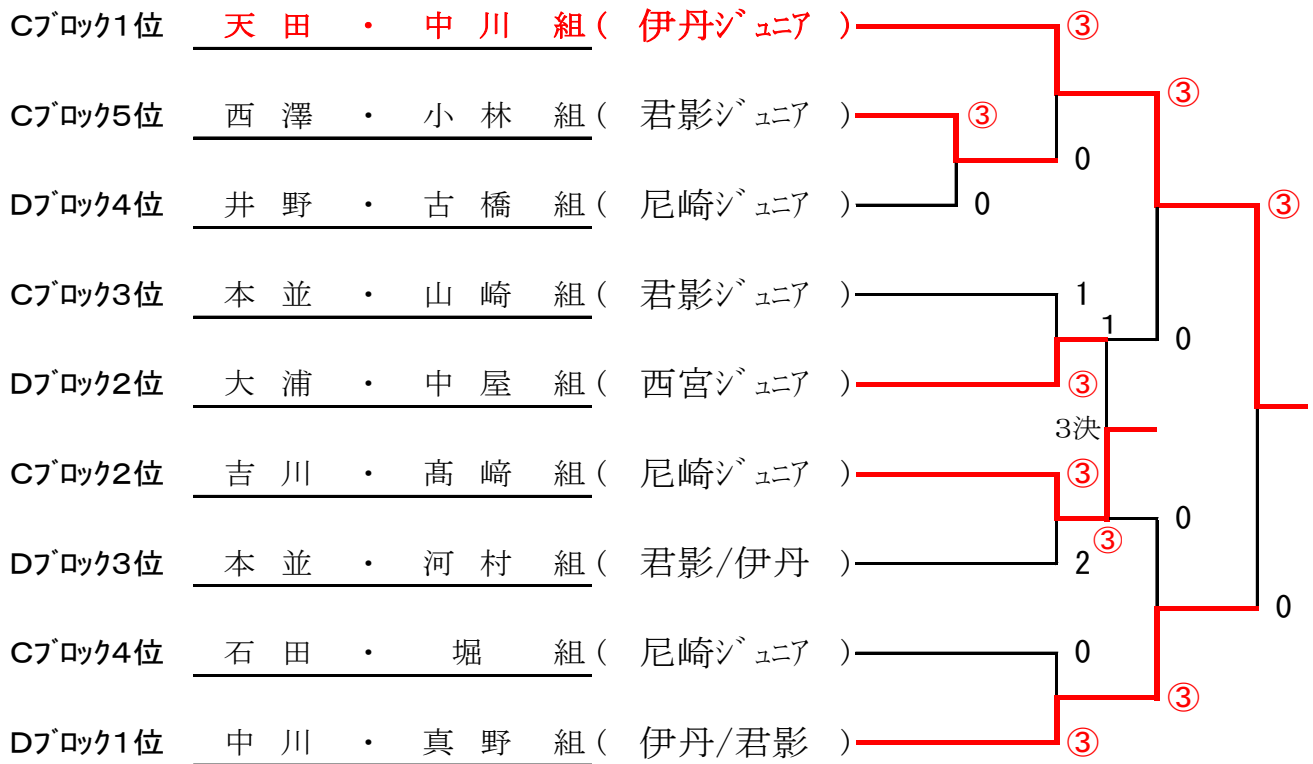 Cブロック1位 天田・中川組(伊丹ジュニア) ③
③
Cブロック5位 西澤・小林組(君影ジュニア) ③
0
Dブロック4位 井野・古橋組(尼崎ジュニア) 0 ③
Cブロック3位 本並・山崎組(君影ジュニア) 1
1 0
Dブロック2位 大浦・中屋組(西宮ジュニア) ③
3決
Cブロック2位 吉川・髙﨑組(尼崎ジュニア) ③
0
③
Dブロック3位 本並・河村組(君影/伊丹) 2
0
Cブロック4位 石田・堀組(尼崎ジュニア) 0
③
Dブロック1位 中川・真野組(伊丹/君影) ③